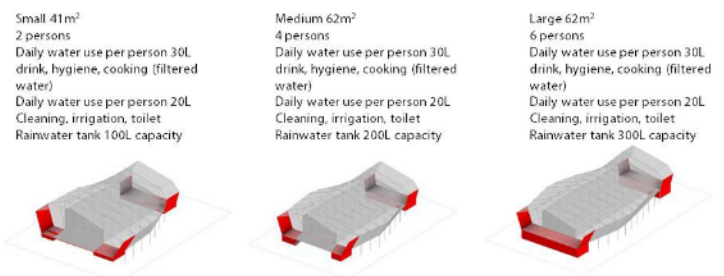 Small 41m²
2 persons
Daily water use per person 30L
drink, hygiene, cooking (filtered
water)
Daily water use per person 20L
Cleaning, irrigation, toilet
Rainwater tank 100L capacity
Medium 62m²
4 persons
Daily water use per person 30L
drink, hygiene, cooking (filtered
water)
Daily water use per person 20L
Cleaning, irrigation, toilet
Rainwater tank 200L capacity
Large 62m²
6 persons
Daily water use per person 30L
drink, hygiene, cooking (filtered
water)
Daily water use per person 20L
Cleaning, irrigation, toilet
Rainwater tank 300L capacity